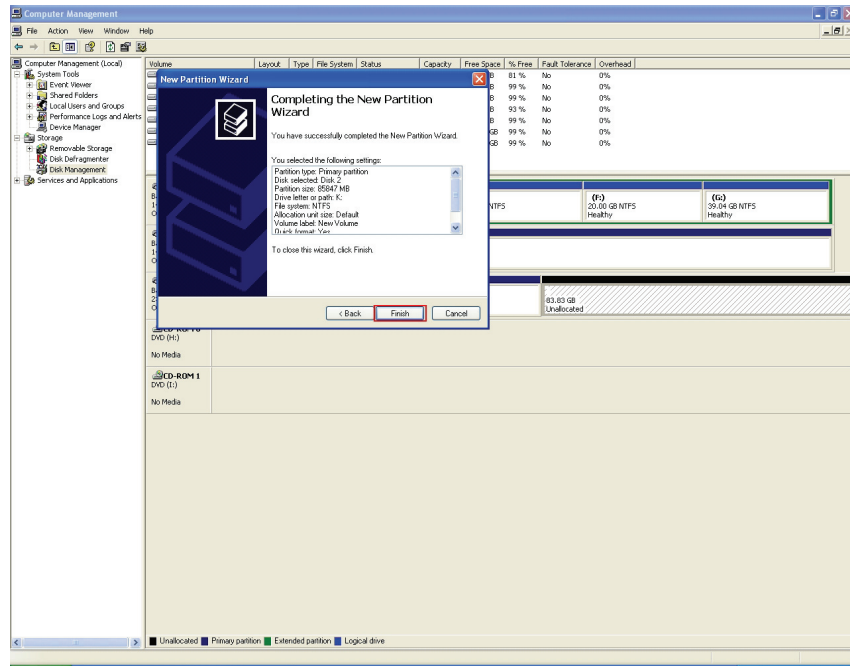 Computer Management
File Action View Window Help
Computer Management (Local)
System Tools
Event Viewer
Shared Folders
Local Users and Groups
Performance Logs and Alerts
Device Manager
Storage
Removable Storage
Disk Defragmenter
Disk Management
Services and Applications
Volume Layout Type File System Status Capacity Free Space % Free Fault Tolerance Overhead
B 81 % No 0%
B 99 % No 0%
B 93 % No 0%
B 99 % No 0%
GB 99 % No 0%
GB 99 % No 0%
New Partition Wizard
Completing the New Partition
Wizard
You have successfully completed the New Partition Wizard.
You selected the following settings:
Partition type: Primary partition
Disk selected: Disk 2
Partition size: 85847 MB
Drive letter or path: K:
File system: NTFS
Allocation unit size: Default
Volume label: New Volume
Quick format: Yes
To close this wizard, click Finish.
< Back Finish Cancel
NTFS
(F:)
20.00 GB NTFS
Healthy
(G:)
39.04 GB NTFS
Healthy
83.83 GB
Unallocated
CD-ROM 0
DVD (H:)
No Media
CD-ROM 1
DVD (I:)
No Media
Unallocated Primary partition Extended partition Logical drive